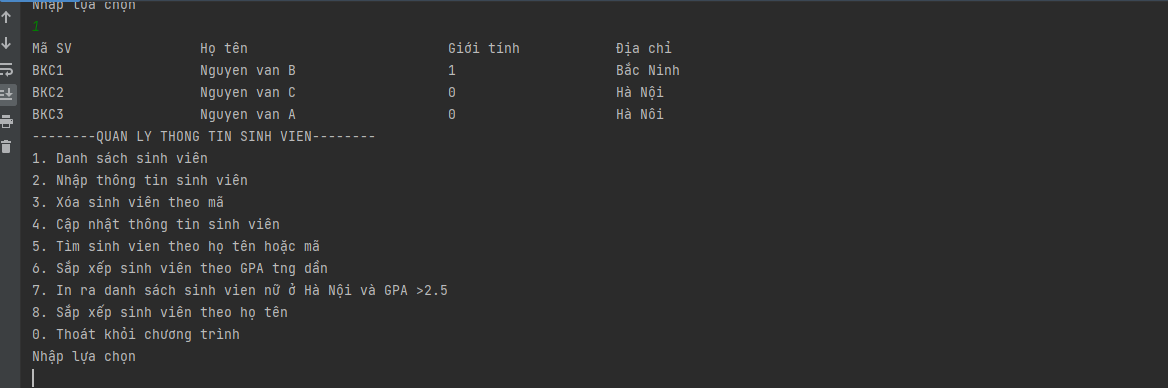 Nhập lựa chọn
1
Mã SV Họ tên Giới tính Địa chỉ
BKC1 Nguyen van B 1 Bắc Ninh
BKC2 Nguyen van C 0 Hà Nội
BKC3 Nguyen van A 0 Hà Nôi
--------QUAN LY THONG TIN SINH VIEN--------
1. Danh sách sinh viên
2. Nhập thông tin sinh viên
3. Xóa sinh viên theo mã
4. Cập nhật thông tin sinh viên
5. Tìm sinh vien theo họ tên hoặc mã
6. Sắp xếp sinh viên theo GPA tng dần
7. In ra danh sách sinh vien nữ ở Hà Nội và GPA >2.5
8. Sắp xếp sinh viên theo họ tên
0. Thoát khỏi chương trình
Nhập lựa chọn